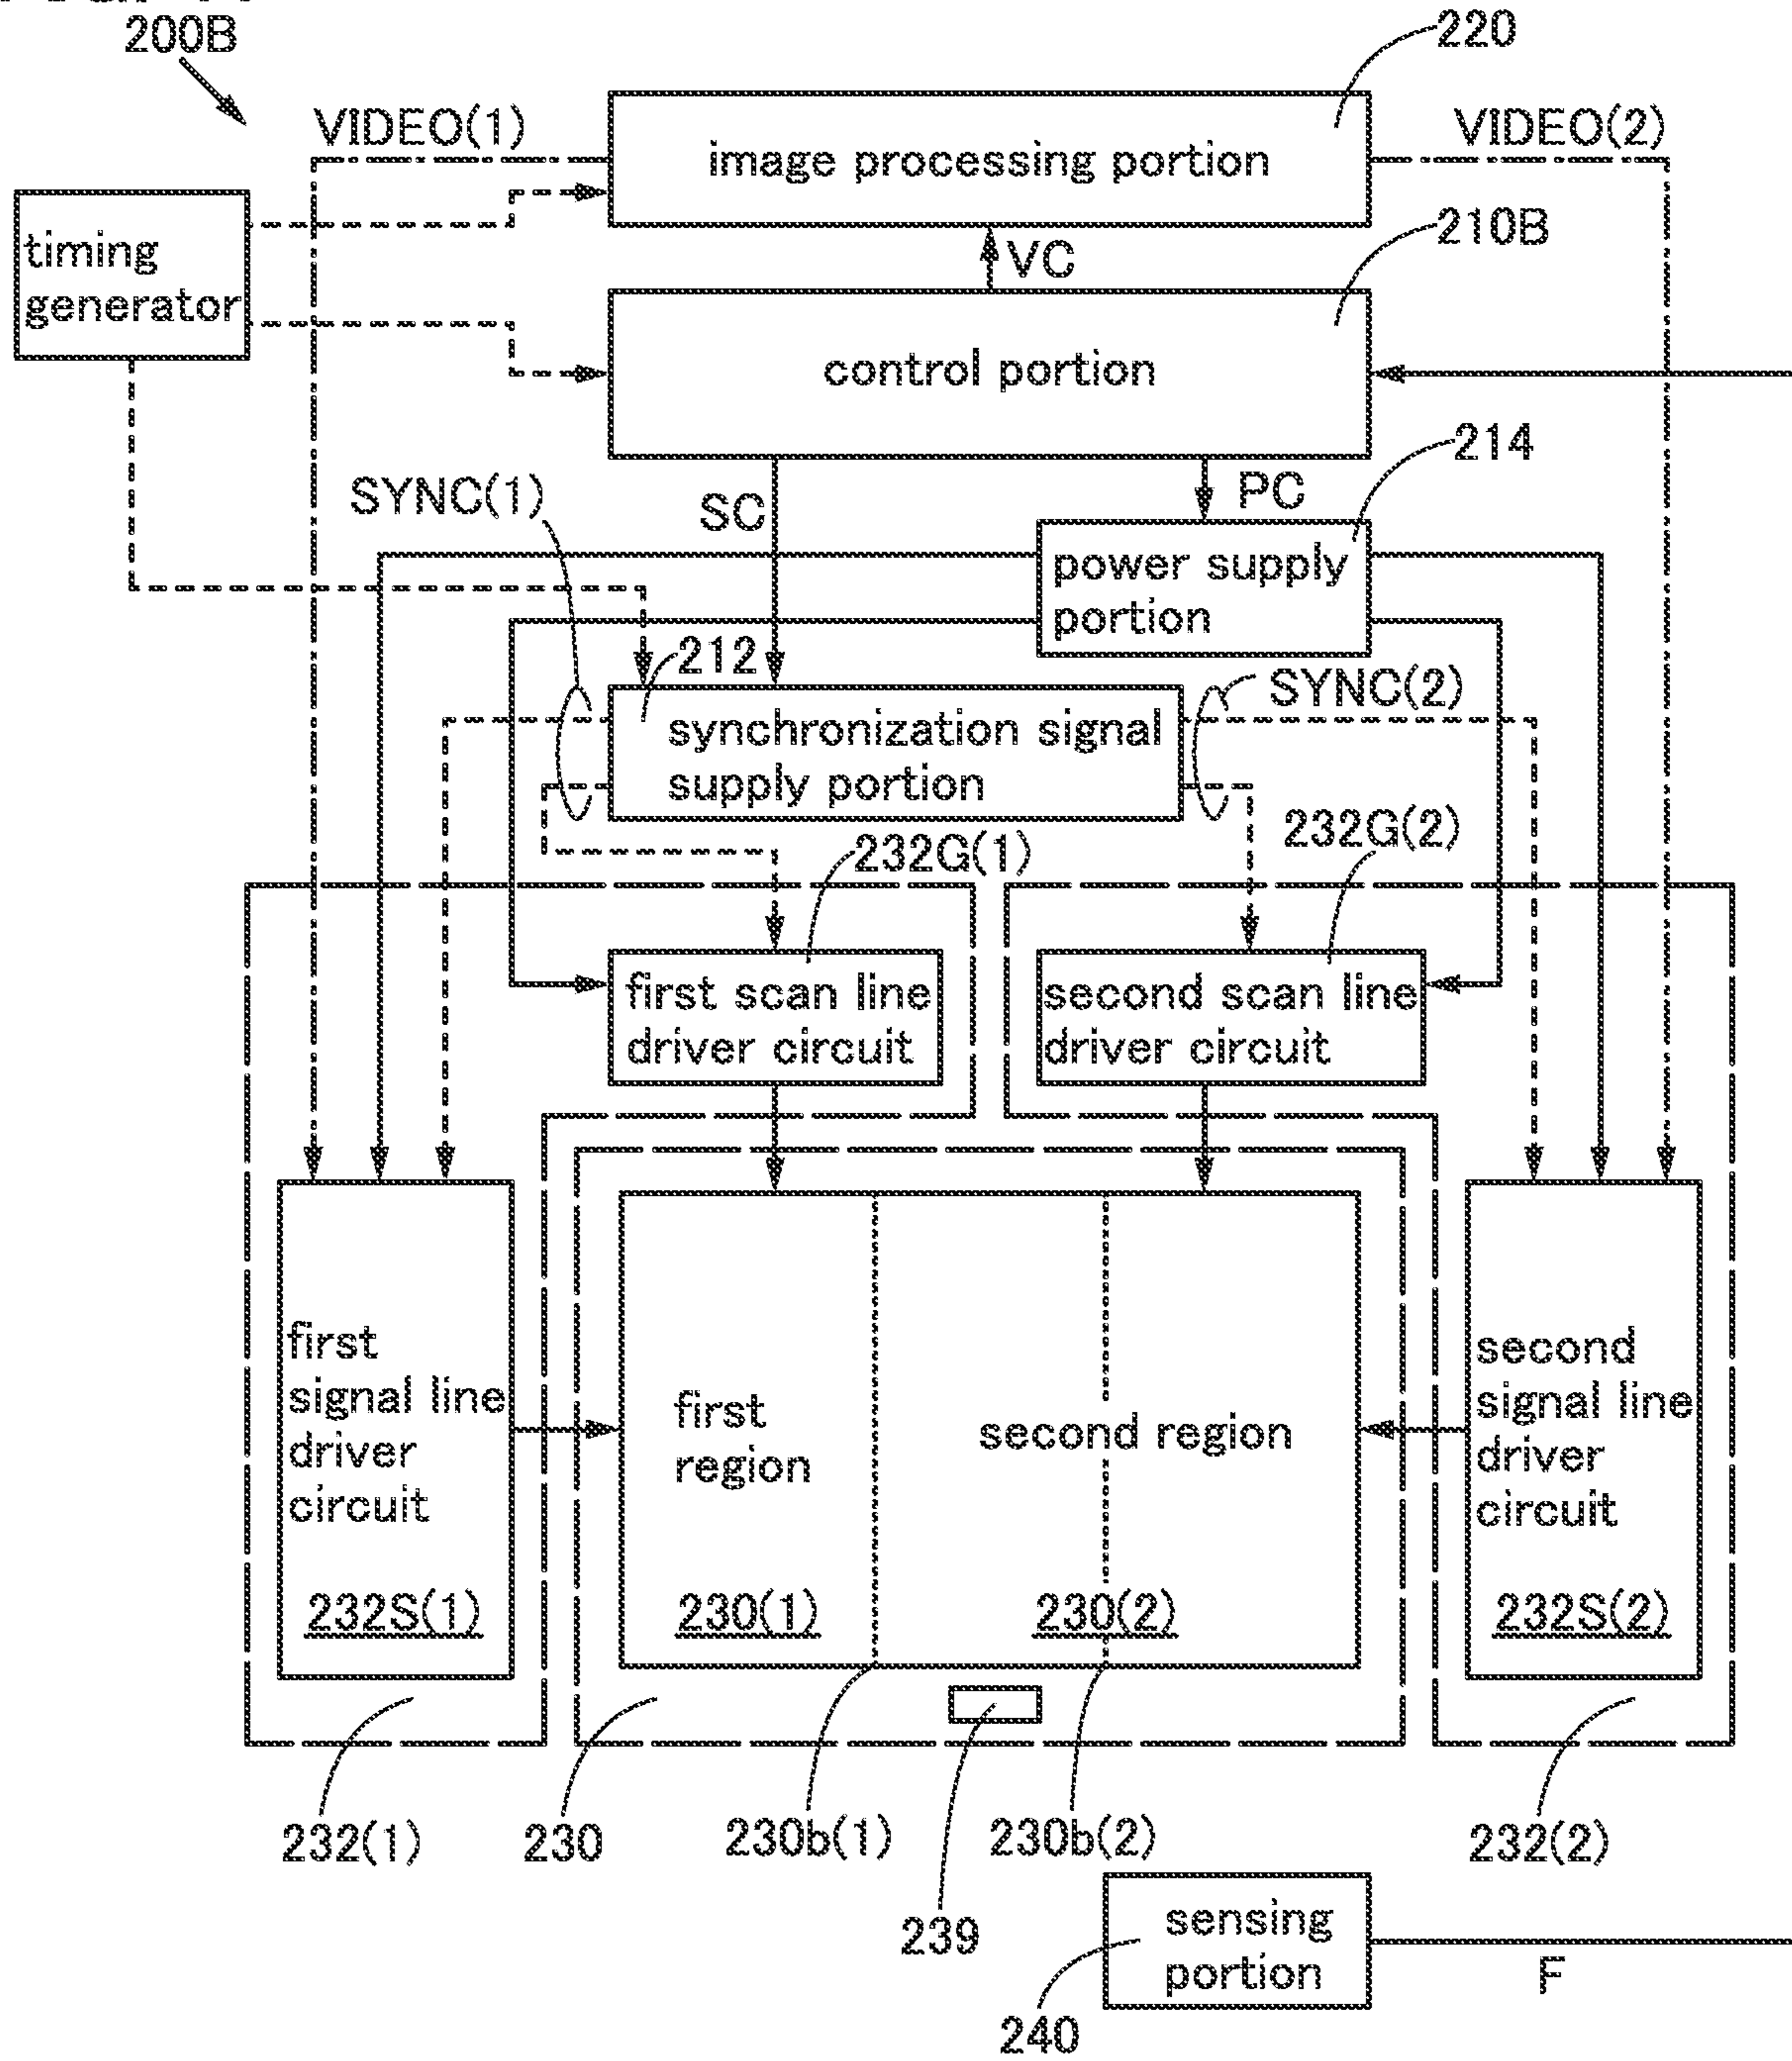 200B
220
VIDEO(1)
VIDEO(2)
image processing portion
210B
timing
generator
VC
control portion
214
SYNC(1)
SC
PC
power supply
portion
212
SYNC(2)
synchronization signal
supply portion
232G(1)
232G(2)
first scan line
driver circuit
second scan line
driver circuit
first
signal line
driver
circuit
first
region
second region
second
signal line
driver
circuit
232S(1)
230(1)
230(2)
232S(2)
232(1)
230
230b(1)
230b(2)
232(2)
239
sensing
portion
F
240